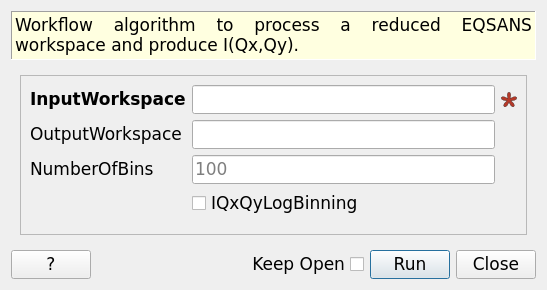 Workflow algorithm to process a reduced EQSANS
workspace and produce I(Qx,Qy).
InputWorkspace *
OutputWorkspace
NumberOfBins 100
IQxQyLogBinning
? Keep Open Run Close